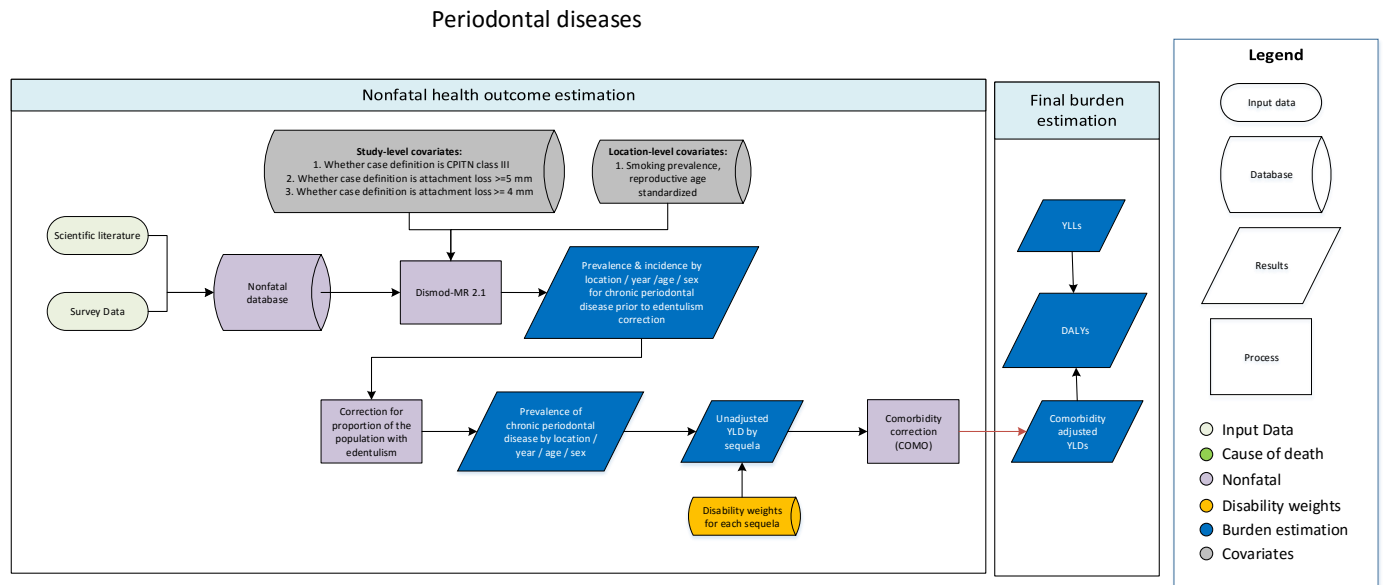 Periodontal diseases
Nonfatal health outcome estimation
Study-level covariates:
1. Whether case definition is CPITN class III
2. Whether case definition is attachment loss >=5 mm
3. Whether case definition is attachment loss >= 4 mm
Location-level covariates:
1. Smoking prevalence,
reproductive age
standardized
Scientific literature
Survey Data
Nonfatal
database
Dismod-MR 2.1
Prevalence & incidence by
location / year /age / sex
for chronic periodontal
disease prior to edentulism
correction
Correction for
proportion of the
population with
edentulism
Prevalence of
chronic periodontal
disease by location /
year / age / sex
Unadjusted
YLD by
sequela
Disability weights
for each sequela
Comorbidity
correction
(COMO)
Final burden
estimation
YLLs
DALYs
Comorbidity
adjusted
YLDs
Legend
Input data
Database
Results
Process
Input Data
Cause of death
Nonfatal
Disability weights
Burden estimation
Covariates